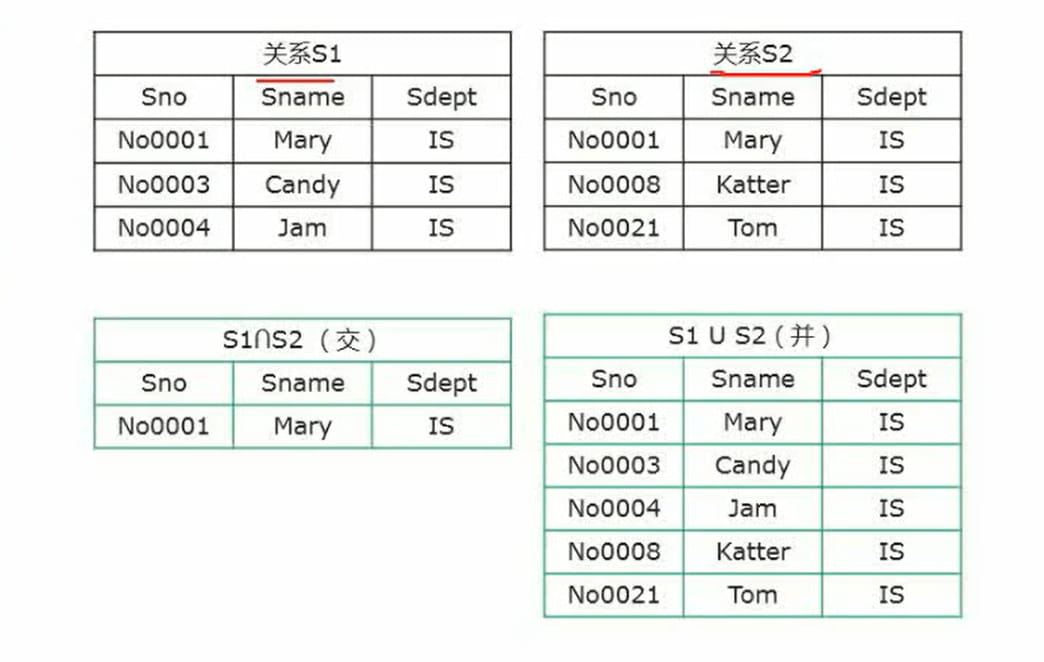 关系S1
Sno Sname Sdept
No0001 Mary IS
No0003 Candy IS
No0004 Jam IS
关系S2
Sno Sname Sdept
No0001 Mary IS
No0008 Katter IS
No0021 Tom IS
S1∩S2（交）
Sno Sname Sdept
No0001 Mary IS
S1 U S2（并）
Sno Sname Sdept
No0001 Mary IS
No0003 Candy IS
No0004 Jam IS
No0008 Katter IS
No0021 Tom IS